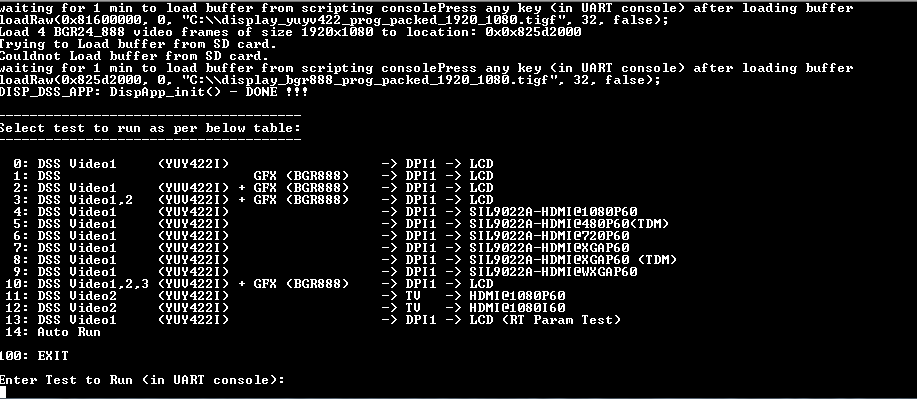 waiting for 1 min to load buffer from scripting consolePress any key (in UART console) after loading buffer
loadRaw(0x81600000, 0, "C:\\display_yuyv422_prog_packed_1920_1080.tigf", 32, false);
Load 4 BGR24_888 video frames of size 1920x1080 to location: 0x0x825d2000
Trying to Load buffer from SD card.
Couldnot Load buffer from SD card.
waiting for 1 min to load buffer from scripting consolePress any key (in UART console) after loading buffer
loadRaw(0x825d2000, 0, "C:\\display_bgr888_prog_packed_1920_1080.tigf", 32, false);
DISP_DSS_APP: DispApp_init() - DONE !!!
--------------------------------------
Select test to run as per below table:
--------------------------------------
0: DSS Video1 (YUY422I) -> DPI1 -> LCD
1: DSS GFX (BGR888) -> DPI1 -> LCD
2: DSS Video1 (YUV422I) + GFX (BGR888) -> DPI1 -> LCD
3: DSS Video1,2 (YUV422I) + GFX (BGR888) -> DPI1 -> LCD
4: DSS Video1 (YUY422I) -> DPI1 -> SIL9022A-HDMI@1080P60
5: DSS Video1 (YUY422I) -> DPI1 -> SIL9022A-HDMI@480P60(TDM)
6: DSS Video1 (YUY422I) -> DPI1 -> SIL9022A-HDMI@720P60
7: DSS Video1 (YUY422I) -> DPI1 -> SIL9022A-HDMI@XGAP60
8: DSS Video1 (YUY422I) -> DPI1 -> SIL9022A-HDMI@XGAP60 (TDM)
9: DSS Video1 (YUY422I) -> DPI1 -> SIL9022A-HDMI@WXGAP60
10: DSS Video1,2,3 (YUV422I) + GFX (BGR888) -> DPI1 -> LCD
11: DSS Video2 (YUY422I) -> TV -> HDMI@1080P60
12: DSS Video2 (YUY422I) -> TV -> HDMI@1080I60
13: DSS Video1 (YUY422I) -> DPI1 -> LCD (RT Param Test)
14: Auto Run
100: EXIT
Enter Test to Run (in UART console):